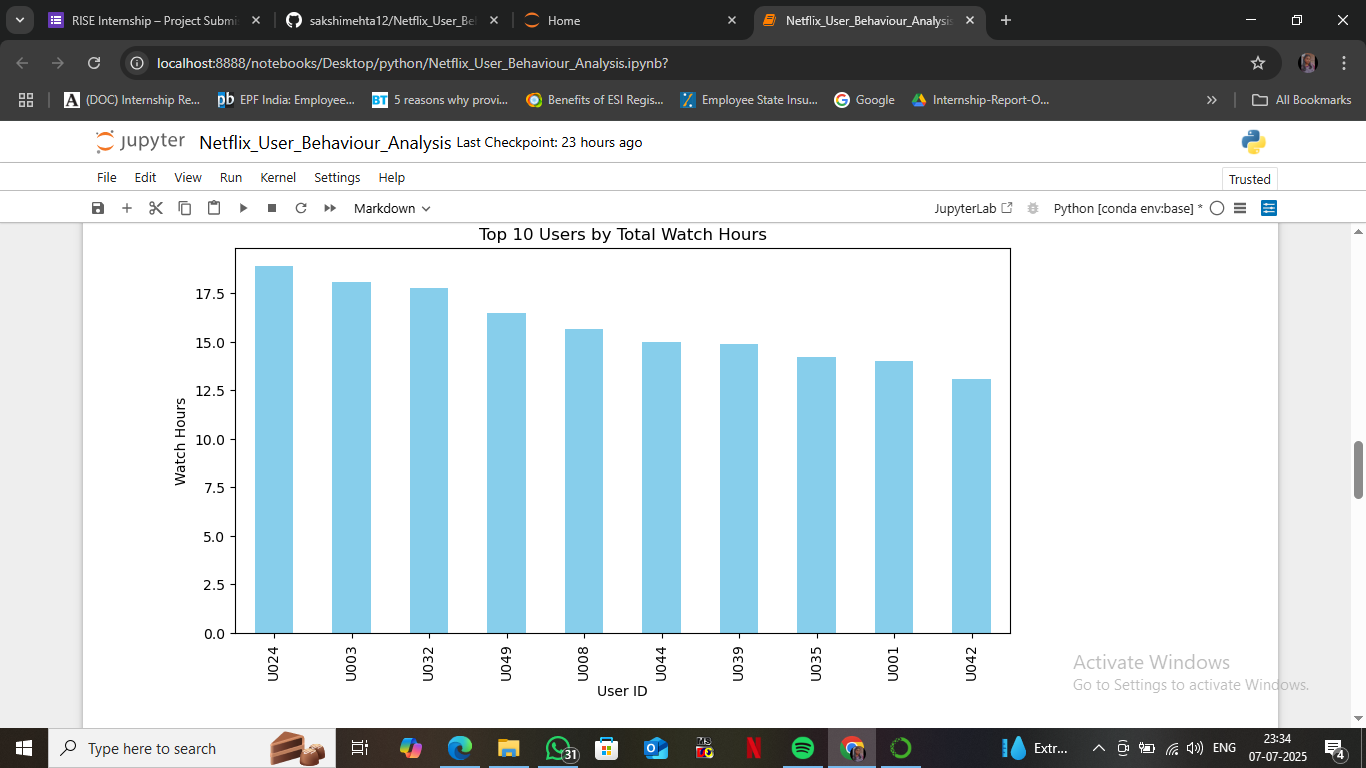 RISE Internship – Project Submi
sakshimehta12/Netflix_User_Be
Home
Netflix_User_Behaviour_Analysis
localhost:8888/notebooks/Desktop/python/Netflix_User_Behaviour_Analysis.ipynb?
(DOC) Internship Re...
EPF India: Employee...
5 reasons why provi...
Benefits of ESI Regis...
Employee State Insu...
Google
Internship-Report-O...
All Bookmarks
jupyter
Netflix_User_Behaviour_Analysis Last Checkpoint: 23 hours ago
File Edit View Run Kernel Settings Help
Trusted
Markdown
JupyterLab
Python [conda env:base] *
Top 10 Users by Total Watch Hours
17.5
15.0
12.5
10.0
7.5
5.0
2.5
0.0
Watch Hours
U024
U003
U032
U049
U008
U044
U039
U035
U001
U042
User ID
Activate Windows
Go to Settings to activate Windows.
Type here to search
31
Extr...
ENG
23:34
07-07-2025
4